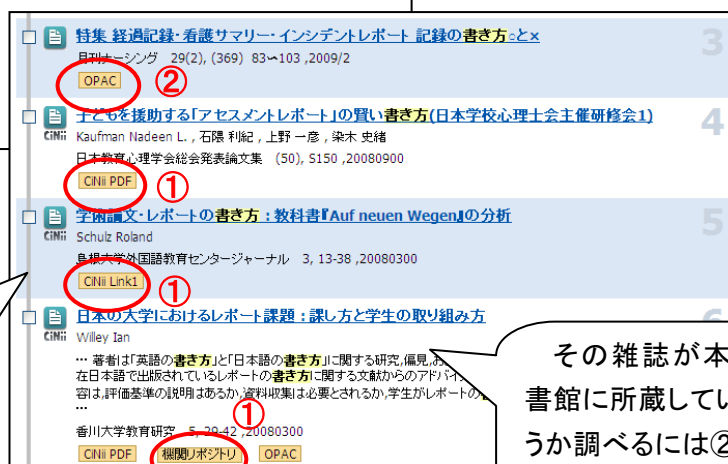 特集 経過記録・看護サマリー・インシデントレポート 記録の書き方○と×
3
月刊ナーシング 29(2), (369) 83〜103 ,2009/2
OPAC
②
子どもを援助する「アセスメントレポート」の賢い書き方(日本学校心理士会主催研修会1)
4
CiNii Kaufman Nadeen L. , 石隈 利紀 , 上野 一彦 , 染木 史緒
日本教育心理学会総会発表論文集 (50), S150 ,20080900
CiNii PDF
①
学術論文・レポートの書き方 : 教科書『Auf neuen Wegen』の分析
5
CiNii Schulz Roland
島根大学外国語教育センタージャーナル 3, 13-38 ,20080300
CiNii Link1
①
日本の大学におけるレポート課題 : 課し方と学生の取り組み方
CiNii Willey Ian
… 著者は「英語の書き方」と「日本語の書き方」に関する研究,偏見,
在日本語で出版されているレポートの書き方に関する文献からのアドバイ
容は,評価基準の説明はあるか,資料収集は必要とされるか,学生がレポートの
…
①
香川大学教育研究 5, 29-42 ,20080300
CiNii PDF 機関リポジトリ OPAC
その雑誌が本
書館に所蔵してい
うか調べるには②